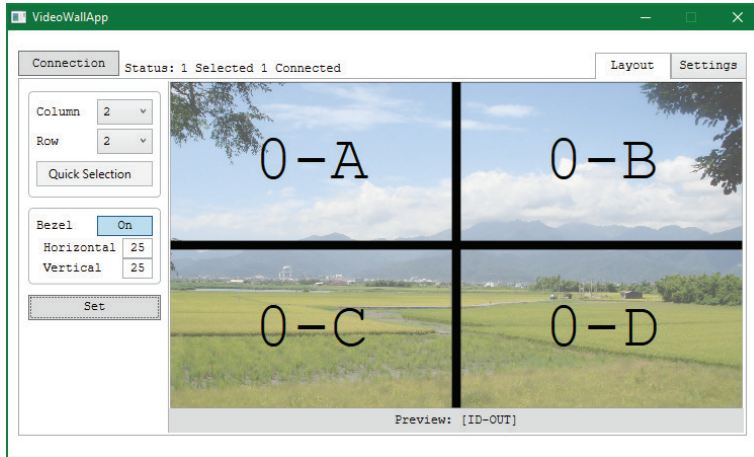 VideoWallApp
Connection Status: 1 Selected 1 Connected Layout Settings
Column 2
Row 2
Quick Selection
Bezel On
Horizontal 25
Vertical 25
Set
0-A 0-B
0-C 0-D
Preview: [ID-OUT]